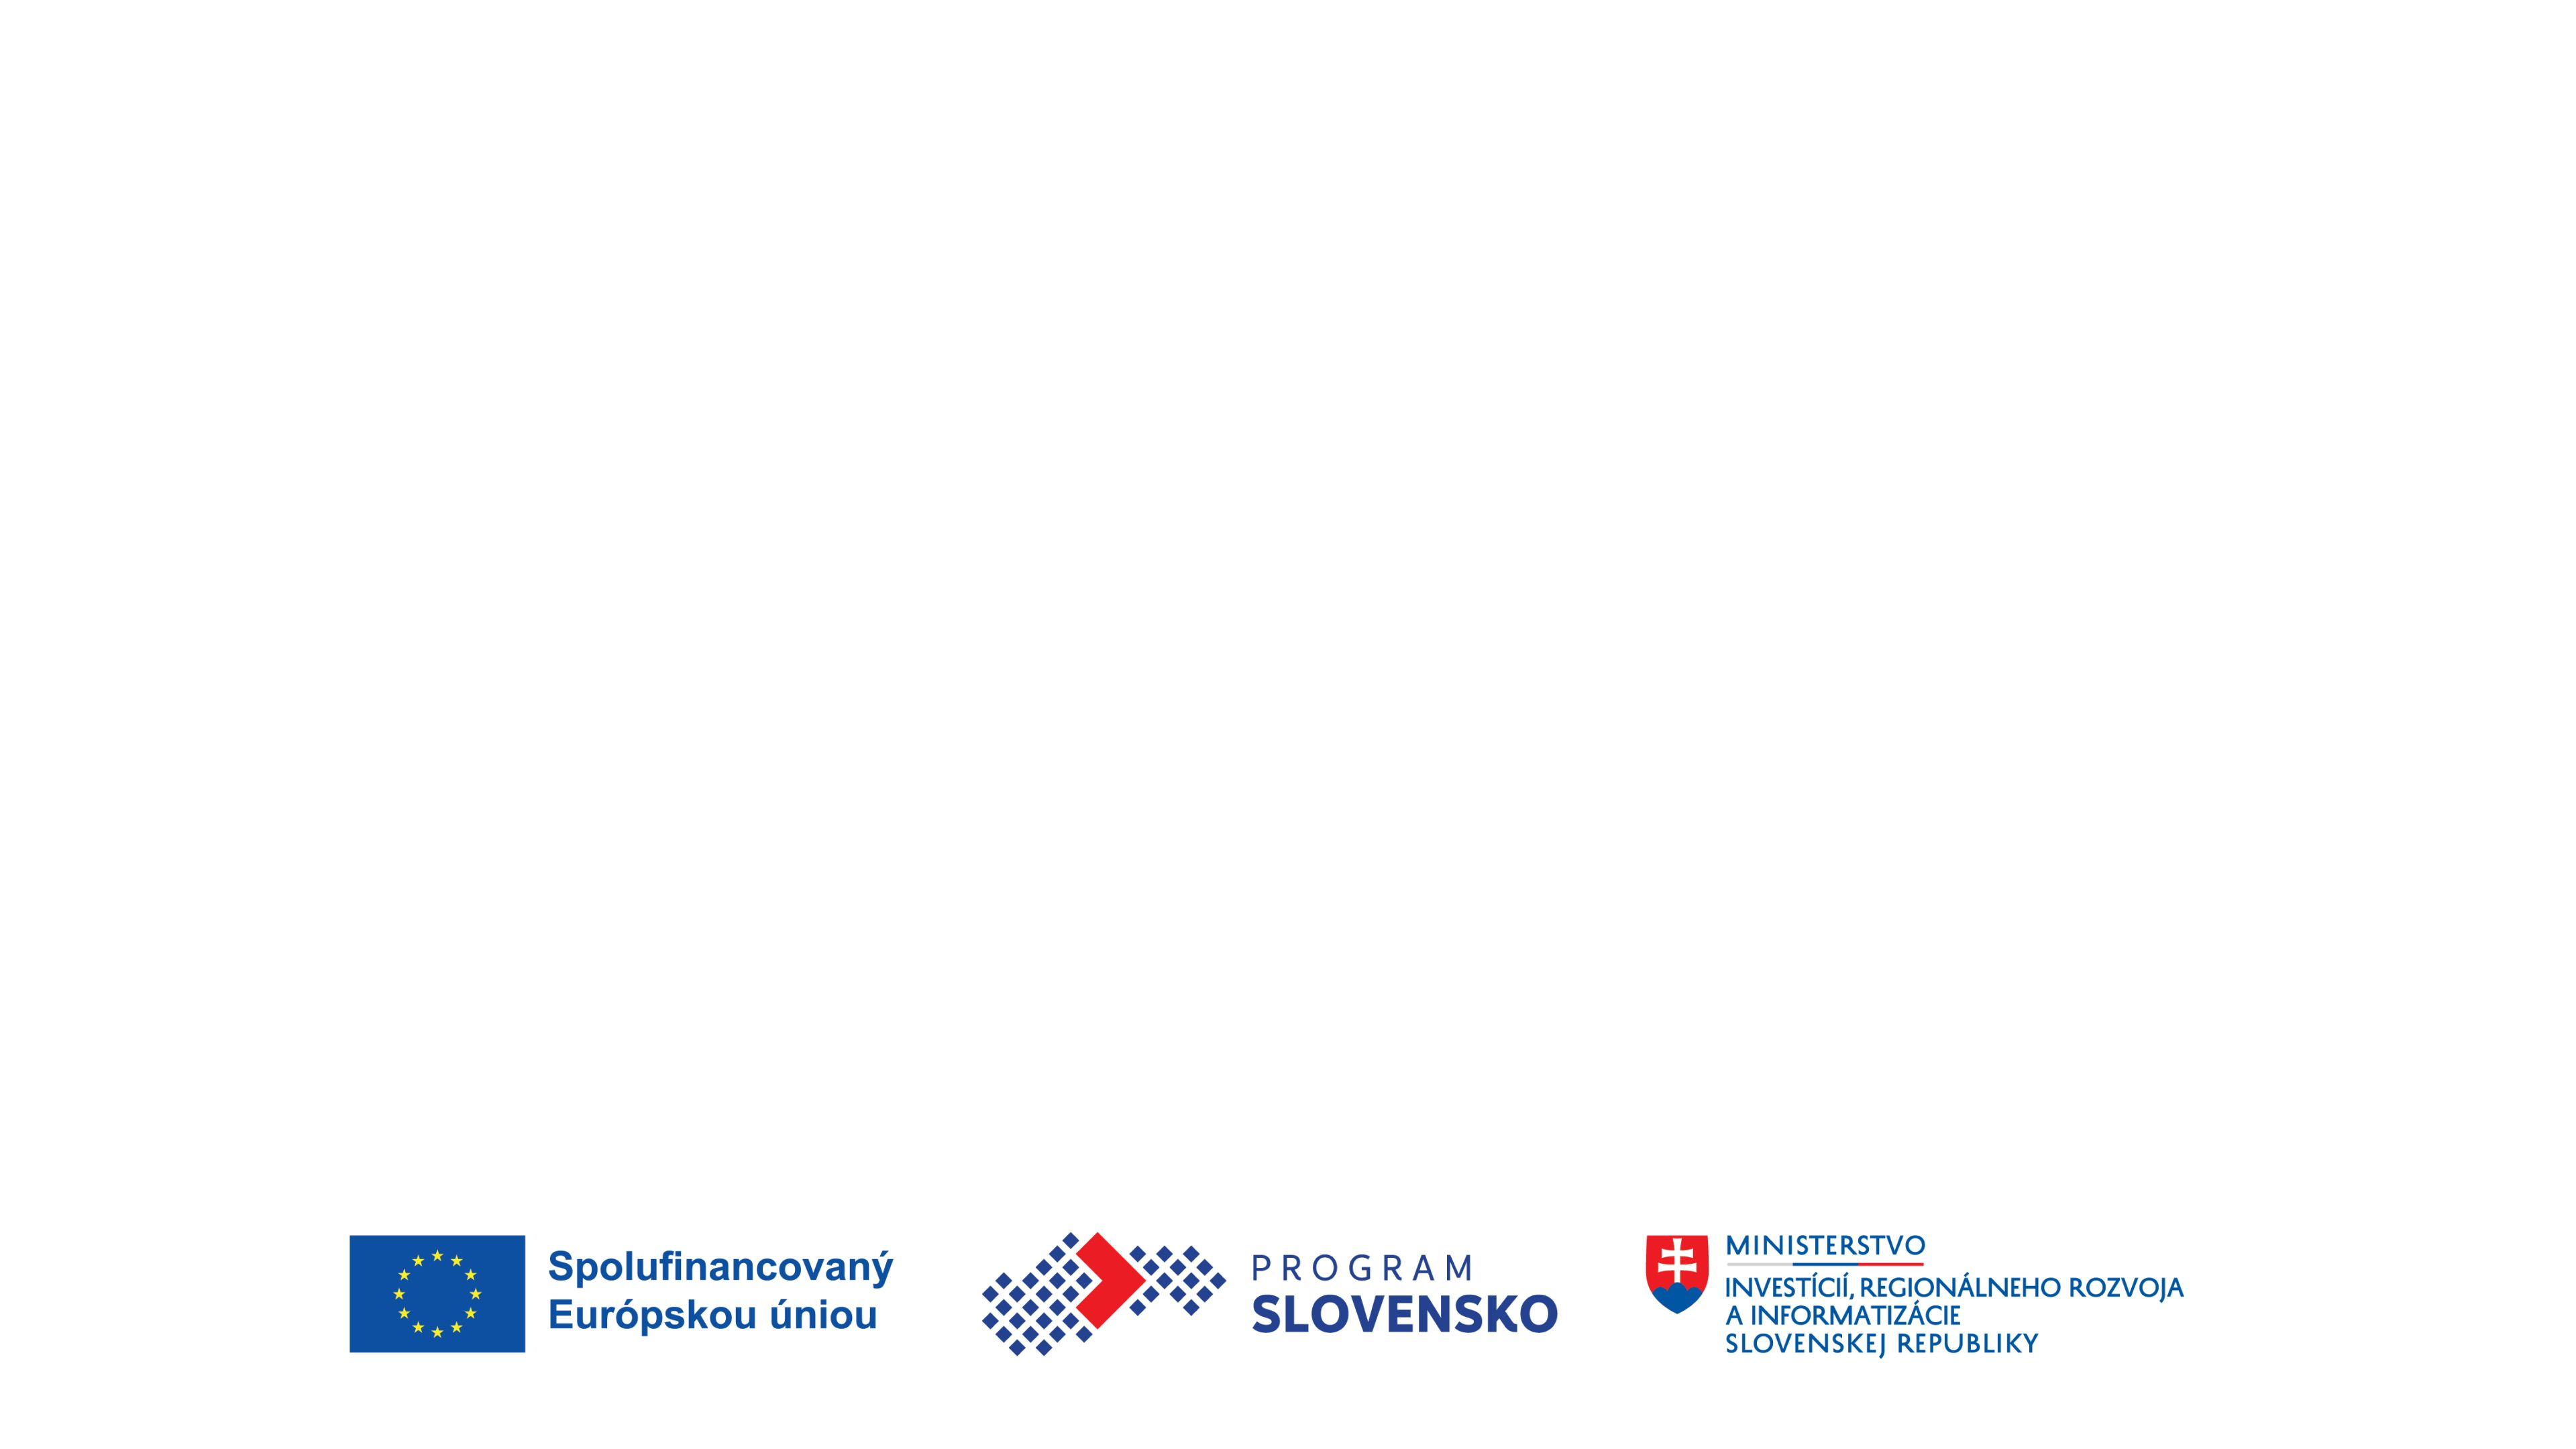 Spolufinancovaný
Európskou úniou
PROGRAM
SLOVENSKO
MINISTERSTVO
INVESTÍCIÍ, REGIONÁLNEHO ROZVOJA
A INFORMATIZÁCIE
SLOVENSKEJ REPUBLIKY